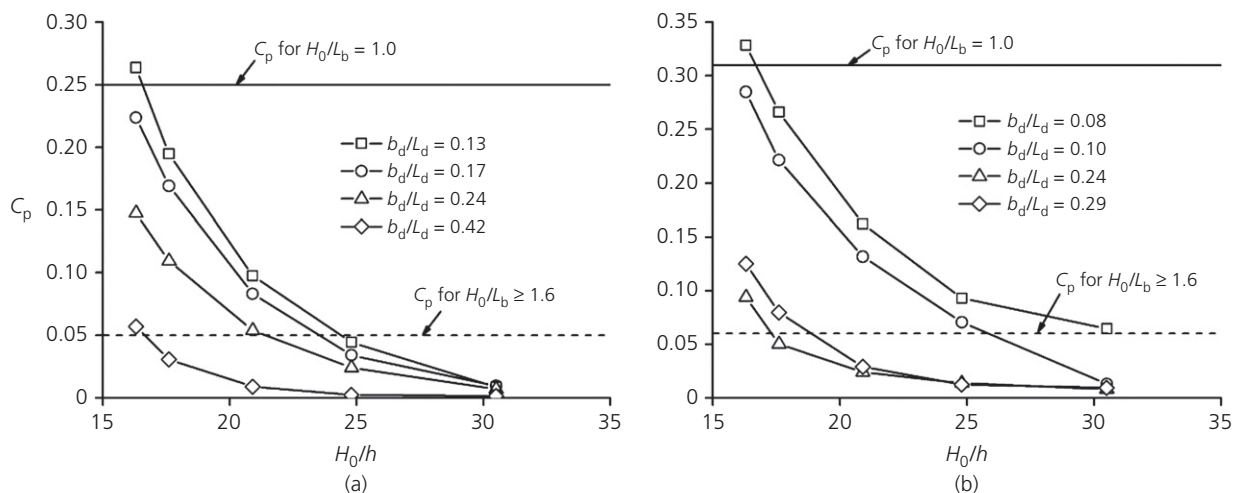 0.30
0.25
0.20
0.15
0.10
0.05
0
Cp
15
20
25
30
35
H0/h
(a)
Cp for H0/Lb = 1.0
bd/Ld = 0.13
bd/Ld = 0.17
bd/Ld = 0.24
bd/Ld = 0.42
Cp for H0/Lb ≥ 1.6
0.35
0.30
0.25
0.20
0.15
0.10
0.05
0
15
20
25
30
35
H0/h
(b)
Cp for H0/Lb = 1.0
bd/Ld = 0.08
bd/Ld = 0.10
bd/Ld = 0.24
bd/Ld = 0.29
Cp for H0/Lb ≥ 1.6